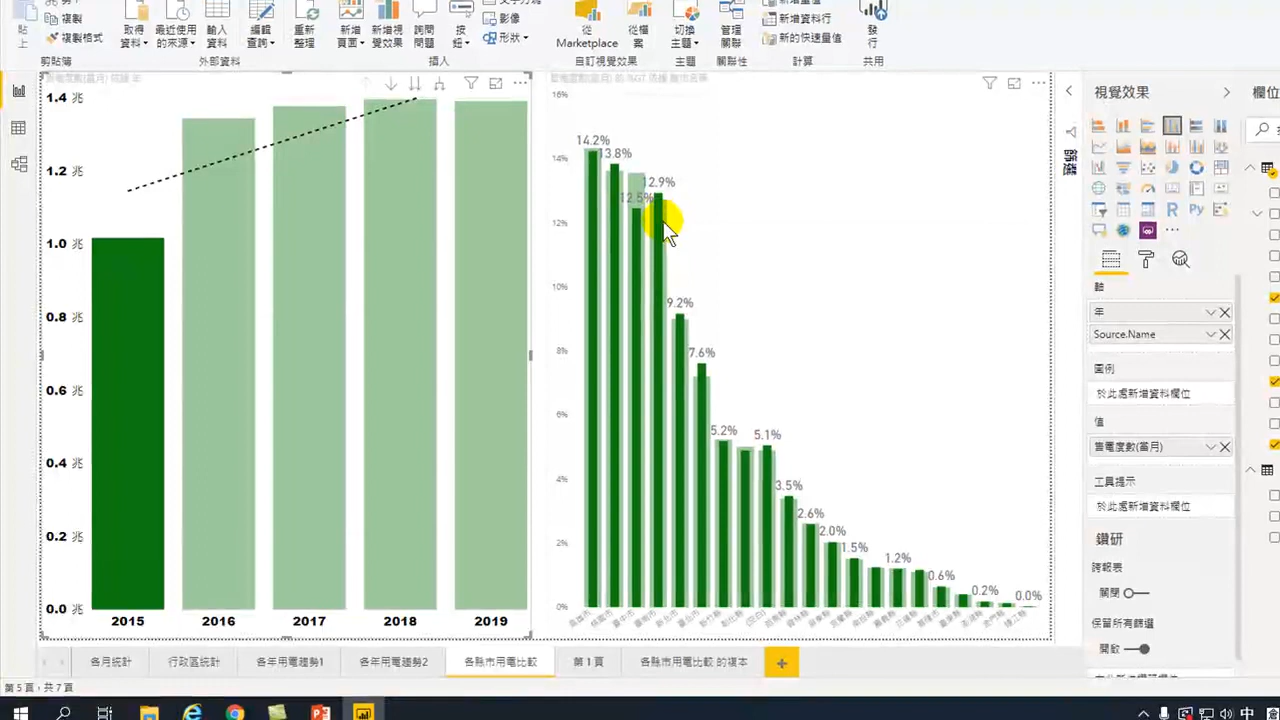 複製
貼
上
複製格式
剪貼簿
取得
資料
最近使用
的來源
輸入
資料
編輯
查詢
重新
整理
外部資料
新增
頁面
新增視
覺效果
詢問
問題
按
鈕
影像
形狀
插入
從
Marketplace
從檔
案
自訂視覺效果
切換
主題
主題
管理
關聯
關聯性
新增資料行
新的快速量值
計算
發
行
共用
1.4 兆
1.2 兆
1.0 兆
0.8 兆
0.6 兆
0.4 兆
0.2 兆
0.0 兆
2015 2016 2017 2018 2019
16%
14%
12%
10%
8%
6%
4%
2%
0%
14.2%
13.8%
12.5%
12.9%
9.2%
7.6%
5.2%
5.1%
3.5%
2.6%
2.0%
1.5%
1.2%
0.6%
0.2%
0.0%
篩選
視覺效果
欄位
R
Py
軸
年
Source.Name
圖例
於此處新增資料欄位
值
售電度數(當月)
工具提示
於此處新增資料欄位
鑽研
跨報表
關閉
保留所有篩選
開啟
各月統計 行政區統計 各年用電趨勢1 各年用電趨勢2 各縣市用電比較 第 1 頁 各縣市用電比較 的複本
第 5 頁，共 7 頁
中